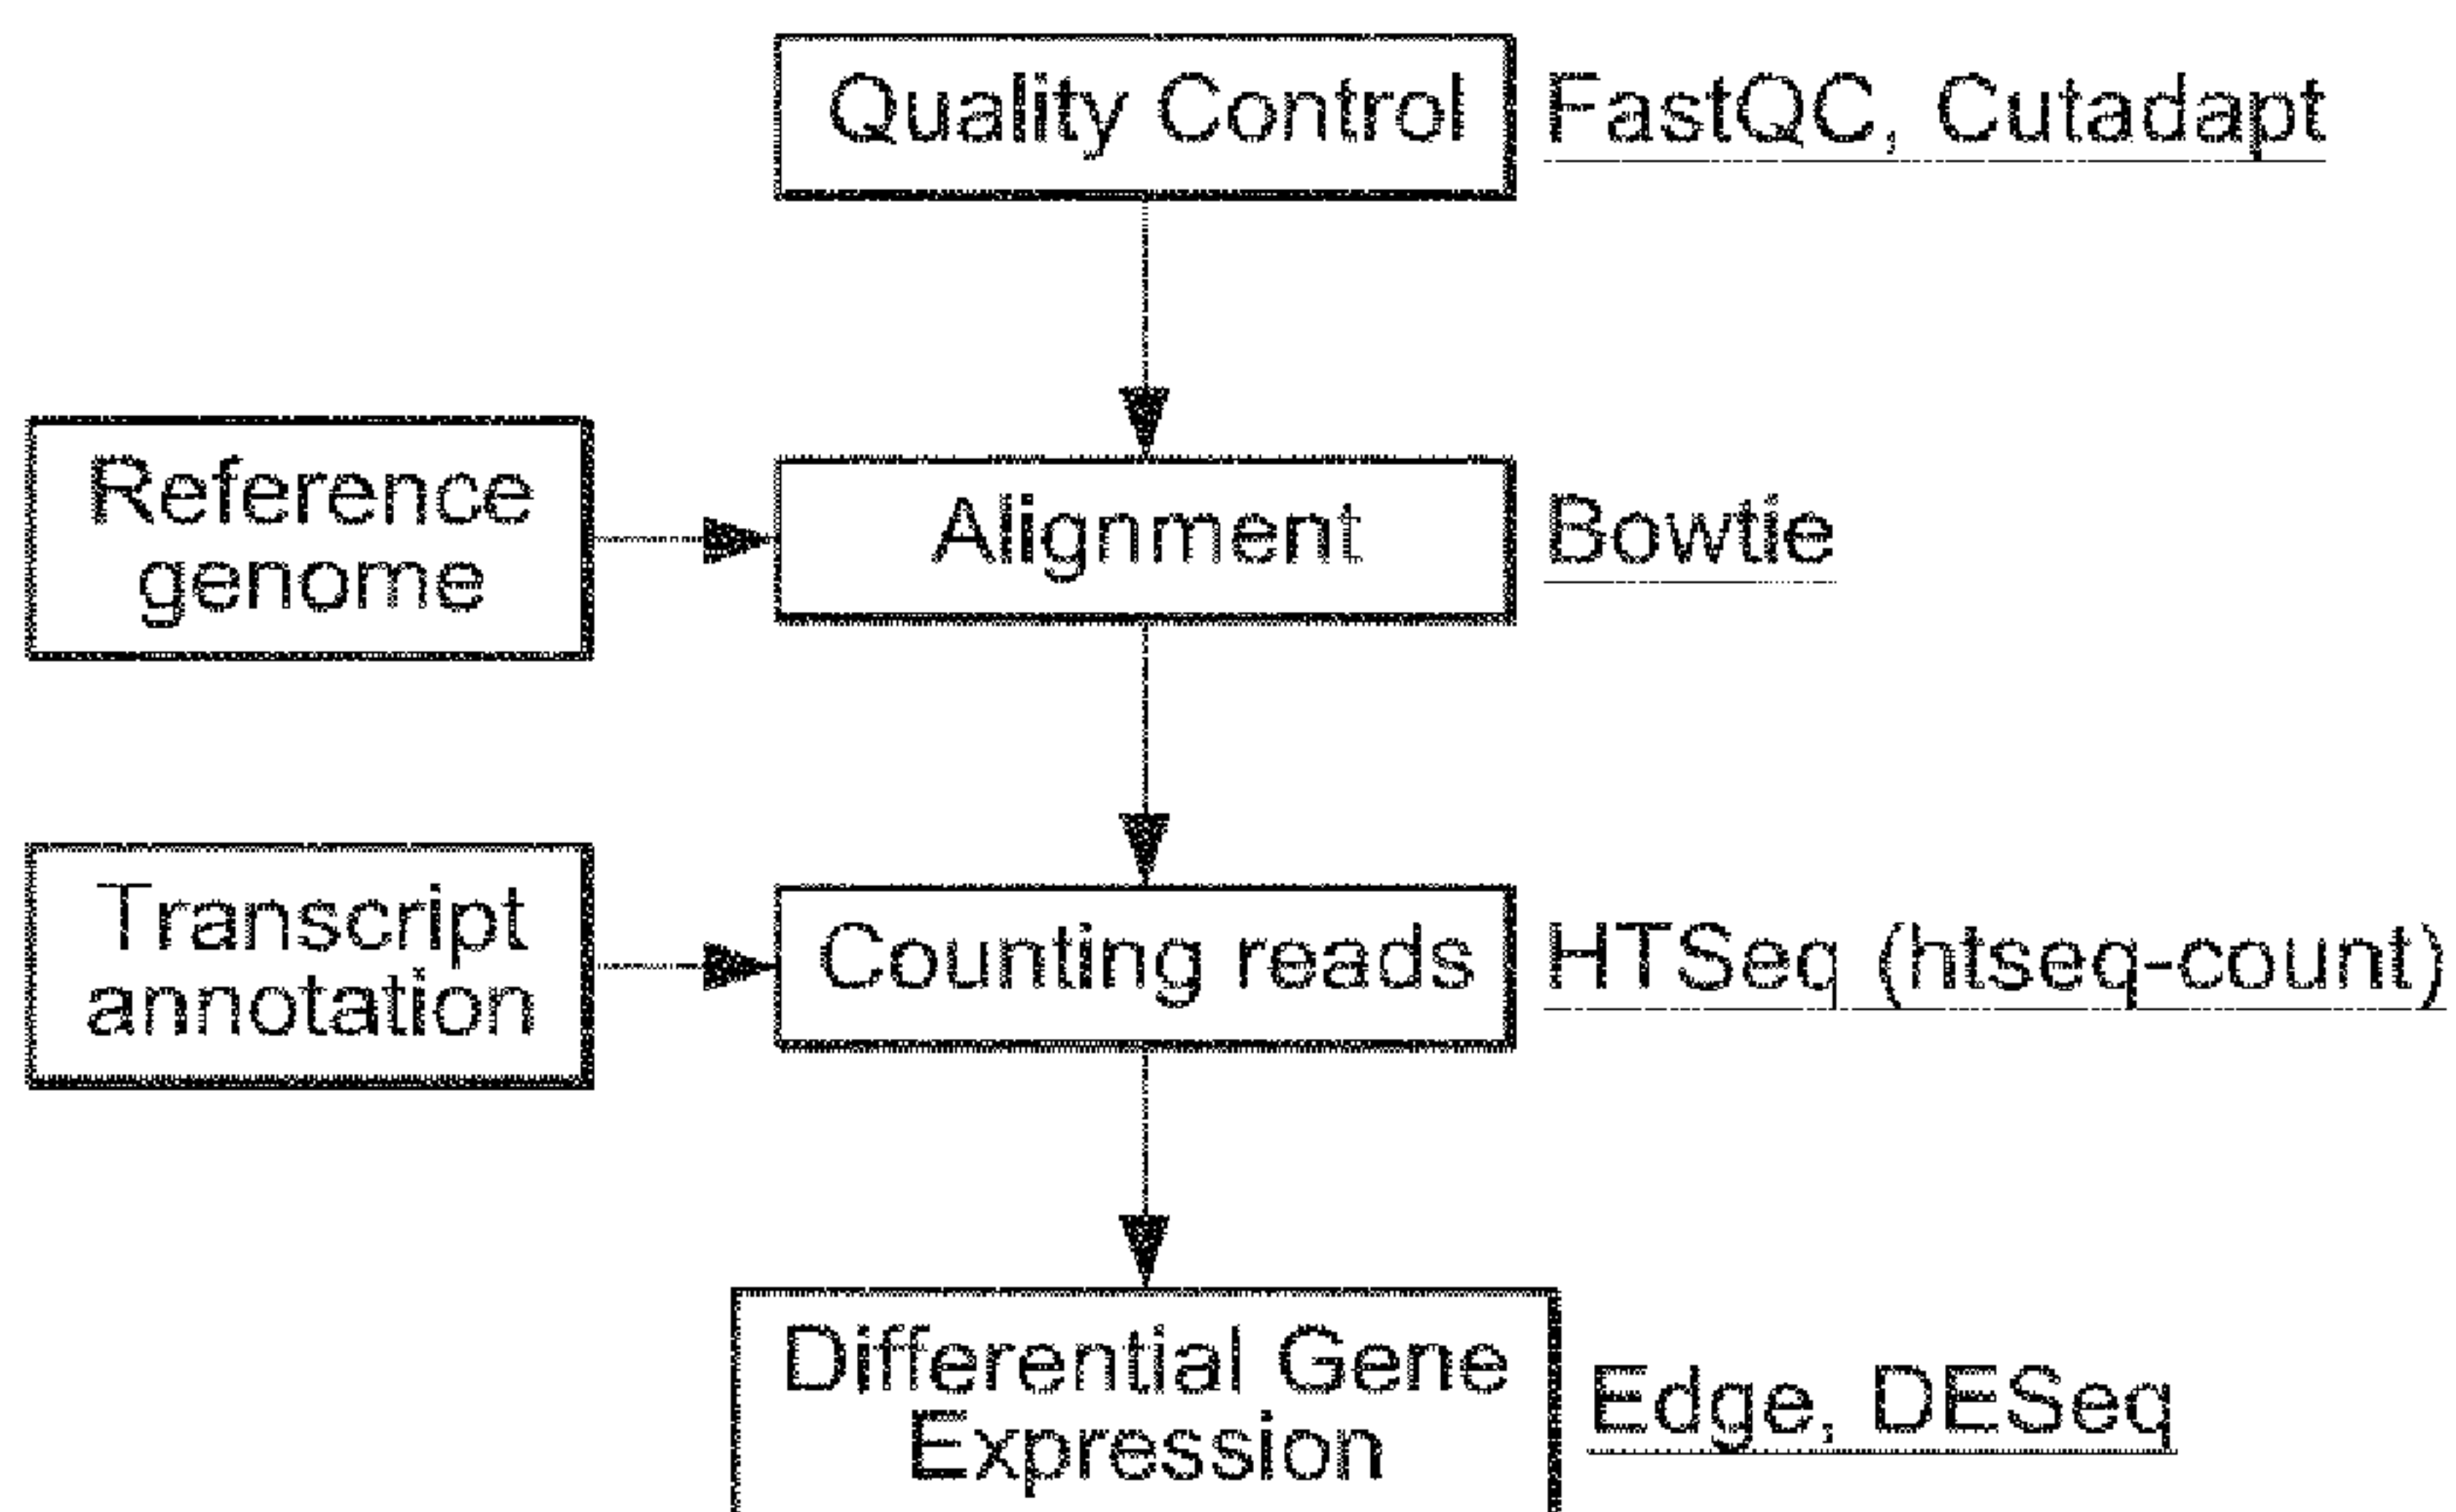 Quality Control
FastQC, Cutadapt
Reference
genome
Alignment
Bowtie
Transcript
annotation
Counting reads
HTSeq (htseq-count)
Differential Gene
Expression
Edge, DESeq